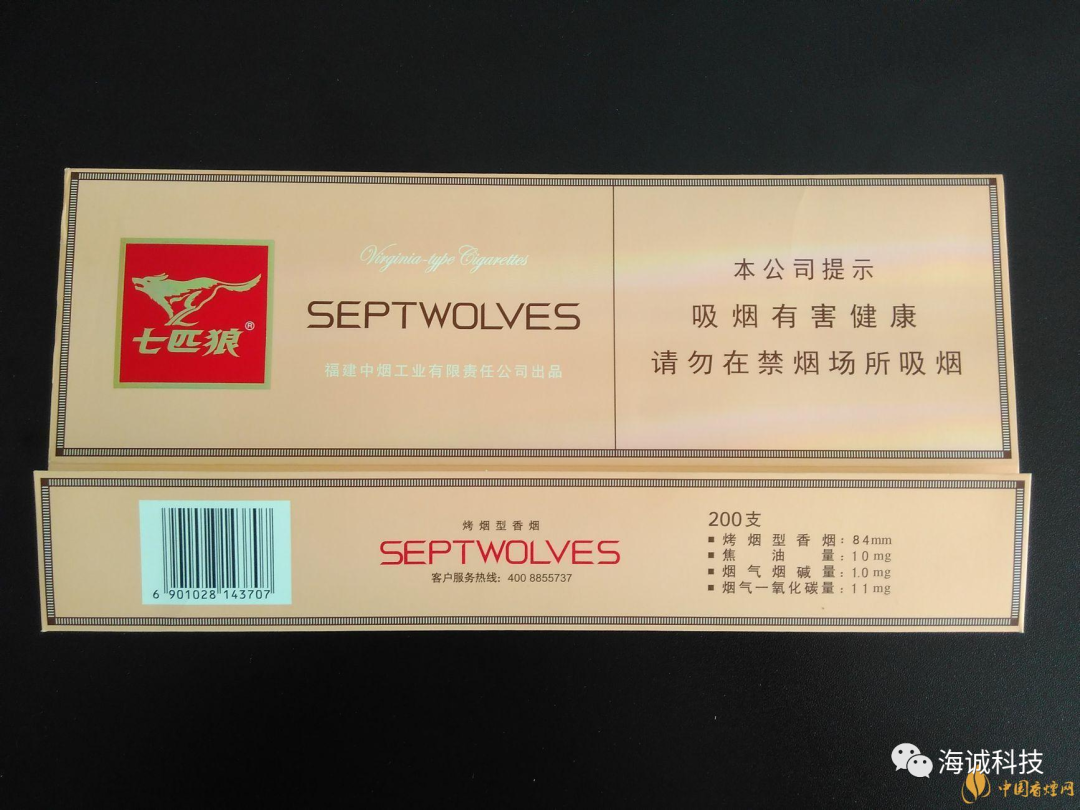 七匹狼®
Virginia-type Cigarettes
SEPTWOLVES
福建中烟工业有限责任公司出品
本公司提示
吸烟有害健康
请勿在禁烟场所吸烟
6 901028 143707
烤烟型香烟
SEPTWOLVES
客户服务热线：400 8855737
200支
■ 烤烟型香烟：84mm
■ 焦油量：10mg
■ 烟气烟碱量：1.0mg
■ 烟气一氧化碳量：11mg
海诚科技
中国香烟网